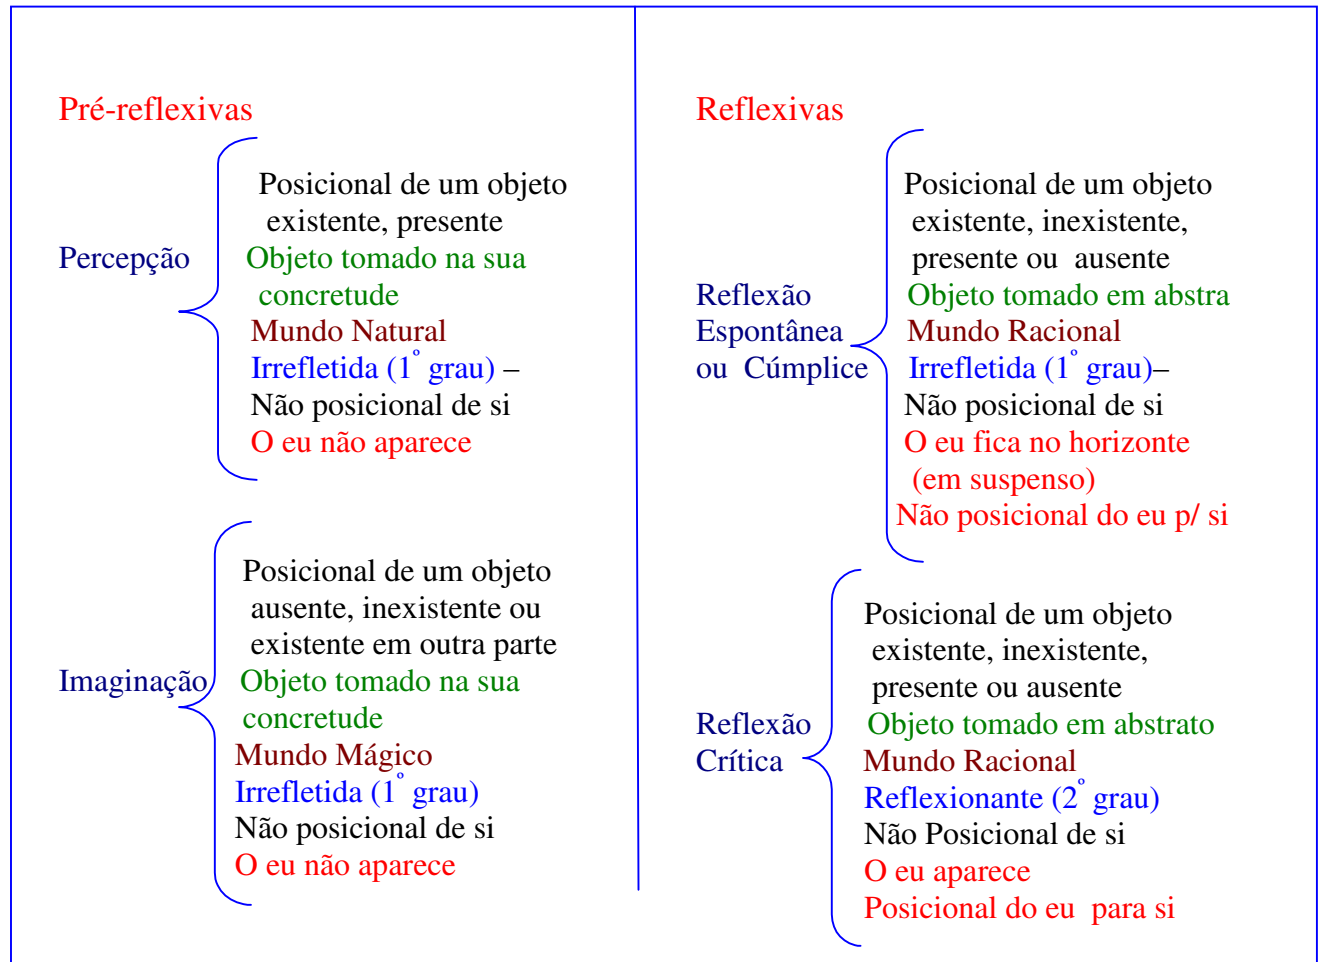 Pré-reflexivas
Posicional de um objeto
existente, presente
Percepção
Objeto tomado na sua
concretude
Mundo Natural
Irrefletida (1º grau) –
Não posicional de si
O eu não aparece
Posicional de um objeto
ausente, inexistente ou
existente em outra parte
Imaginação
Objeto tomado na sua
concretude
Mundo Mágico
Irrefletida (1º grau)
Não posicional de si
O eu não aparece
Reflexivas
Posicional de um objeto
existente, inexistente,
presente ou ausente
Reflexão
Espontânea
ou Cúmplice
Objeto tomado em abstra
Mundo Racional
Irrefletida (1º grau)–
Não posicional de si
O eu fica no horizonte
(em suspenso)
Não posicional do eu p/ si
Posicional de um objeto
existente, inexistente,
presente ou ausente
Reflexão
Crítica
Objeto tomado em abstrato
Mundo Racional
Reflexionante (2º grau)
Não Posicional de si
O eu aparece
Posicional do eu para si